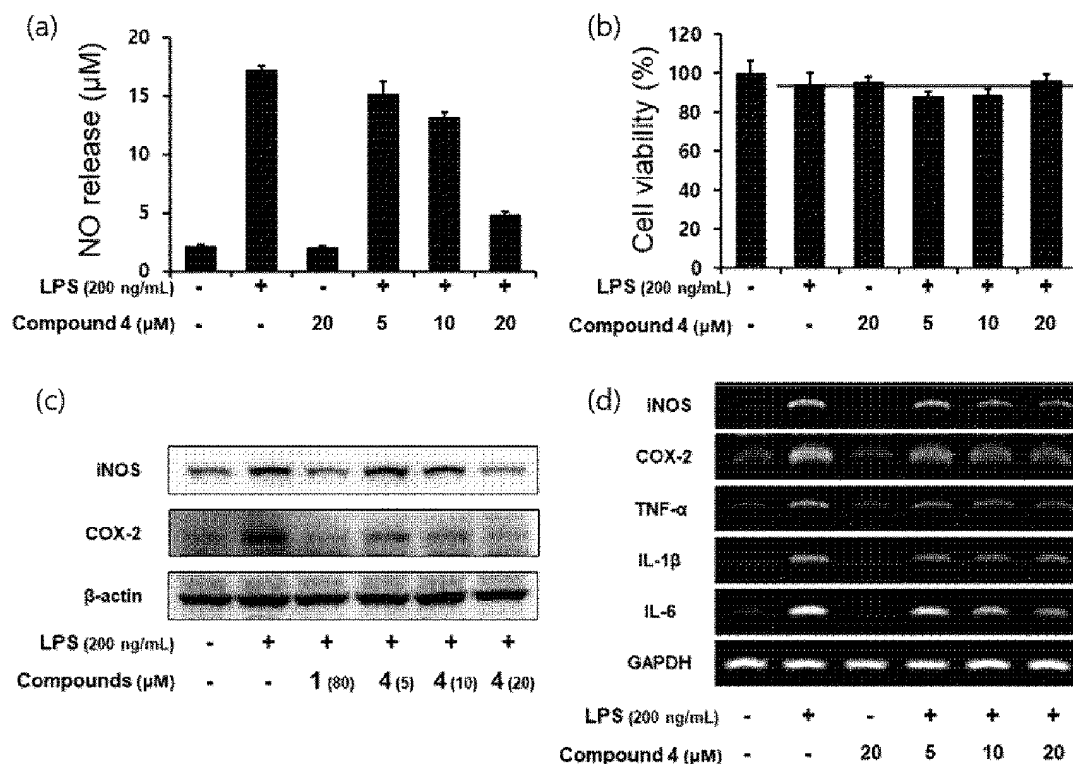 (a)
20
15
10
5
0
NO release (µM)
LPS (200 ng/mL) - + - + + +
Compound 4 (µM) - - 20 5 10 20
(b)
120
100
80
60
40
20
0
Cell viability (%)
LPS (200 ng/mL) - + - + + +
Compound 4 (µM) - - 20 5 10 20
(c)
iNOS
COX-2
β-actin
LPS (200 ng/mL) - + + + + +
Compounds (µM) - - 1 (80) 4 (5) 4 (10) 4 (20)
(d)
iNOS
COX-2
TNF-α
IL-1β
IL-6
GAPDH
LPS (200 ng/mL) - + - + + +
Compound 4 (µM) - - 20 5 10 20